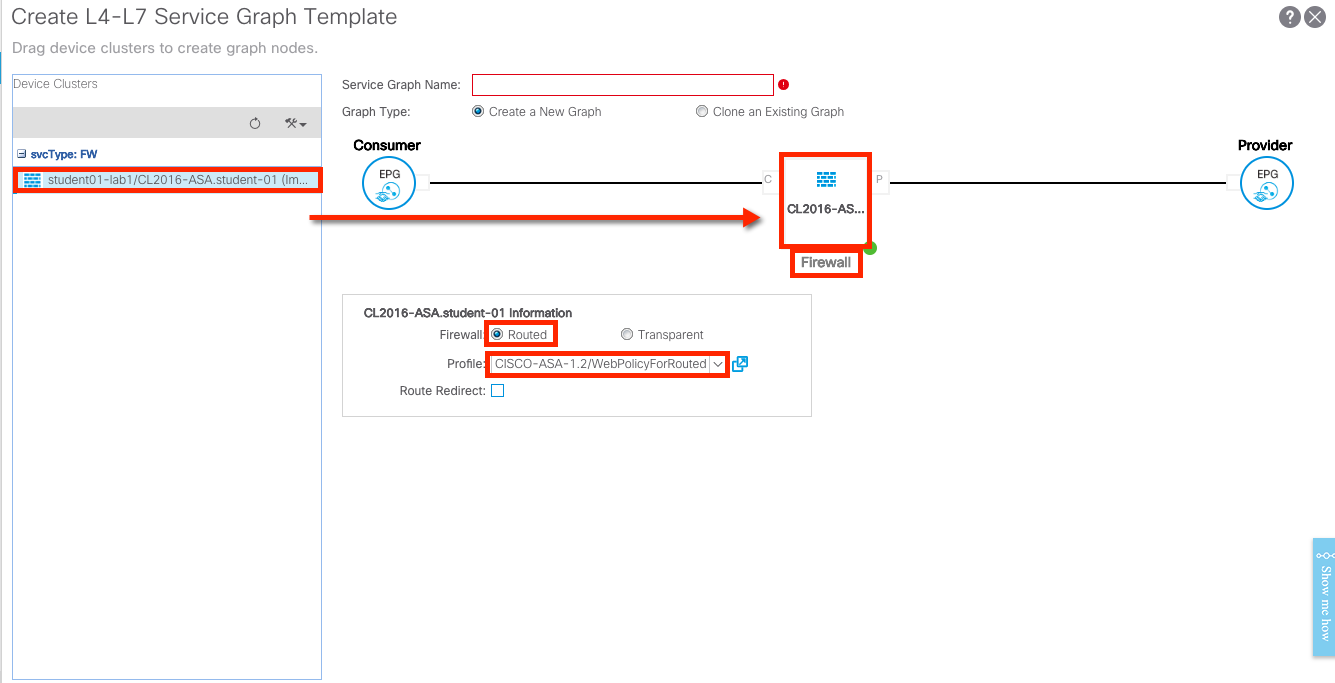 Create L4-L7 Service Graph Template
?
Drag device clusters to create graph nodes.
Device Clusters
svcType: FW
student01-lab1/CL2016-ASA.student-01 (Im...
Service Graph Name:
Graph Type: Create a New Graph Clone an Existing Graph
Consumer
Provider
EPG
C
CL2016-AS...
P
EPG
Firewall
CL2016-ASA.student-01 Information
Firewall: Routed Transparent
Profile: CISCO-ASA-1.2/WebPolicyForRouted
Route Redirect:
Show me how